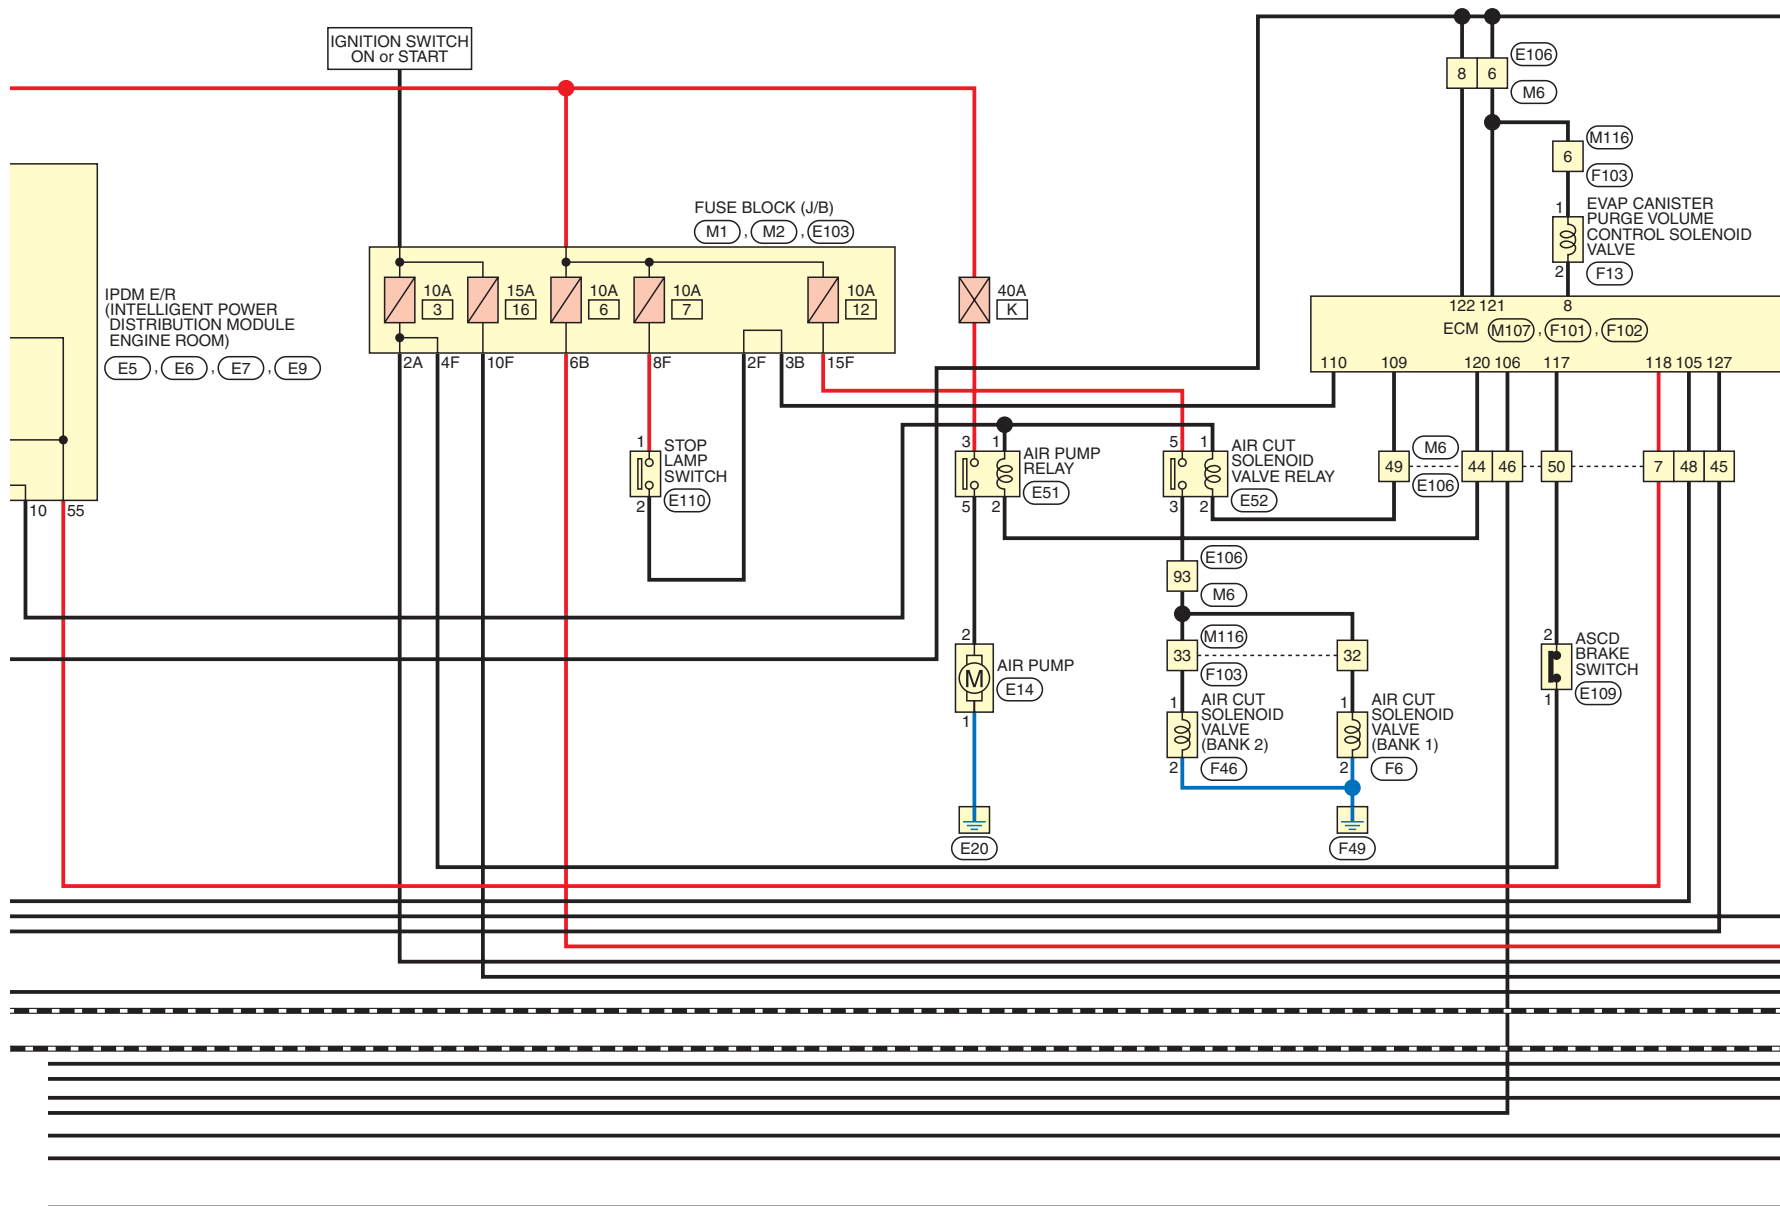 IGNITION SWITCH
ON or START
E106
8 6
M6
M116
6
F103
FUSE BLOCK (J/B)
M1 , M2 , E103
1
EVAP CANISTER
PURGE VOLUME
CONTROL SOLENOID
VALVE
2
F13
IPDM E/R
(INTELLIGENT POWER
DISTRIBUTION MODULE
ENGINE ROOM)
E5 , E6 , E7 , E9
10A
3
15A
16
10A
6
10A
7
10A
12
40A
K
122 121 8
ECM M107 , F101 , F102
2A 4F 10F 6B 8F 2F 3B 15F
110 109 120 106 117 118 105 127
1
STOP
LAMP
SWITCH
E110
2
3 1
AIR PUMP
RELAY
E51
5 2
5 1
AIR CUT
SOLENOID
VALVE RELAY
E52
3 2
M6
49 44 46 50 7 48 45
E106
10 55
E106
93
M6
2
AIR PUMP
M
E14
1
M116
33 32
F103
1
AIR CUT
SOLENOID
VALVE
(BANK 2)
2
F46
1
AIR CUT
SOLENOID
VALVE
(BANK 1)
2
F6
2
ASCD
BRAKE
SWITCH
E109
1
E20
F49